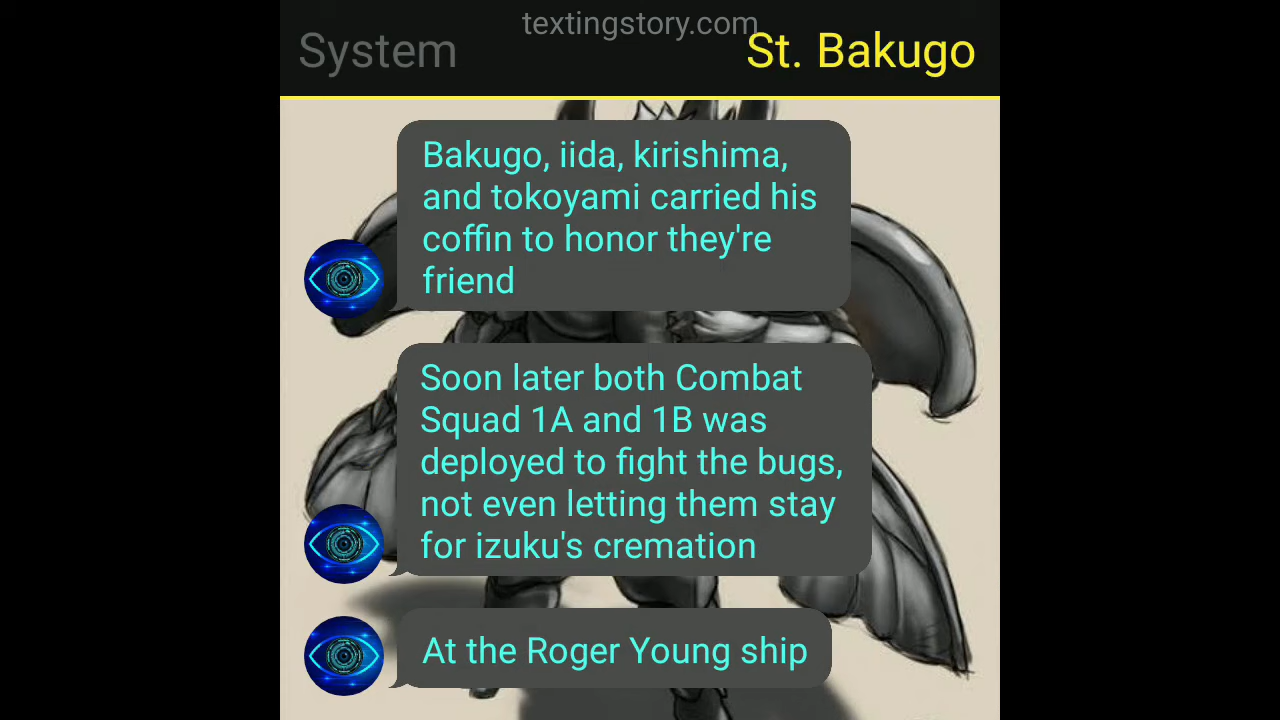 textingstory.com
System
St. Bakugo
Bakugo, iida, kirishima,
and tokoyami carried his
coffin to honor they're
friend
Soon later both Combat
Squad 1A and 1B was
deployed to fight the bugs,
not even letting them stay
for izuku's cremation
At the Roger Young ship